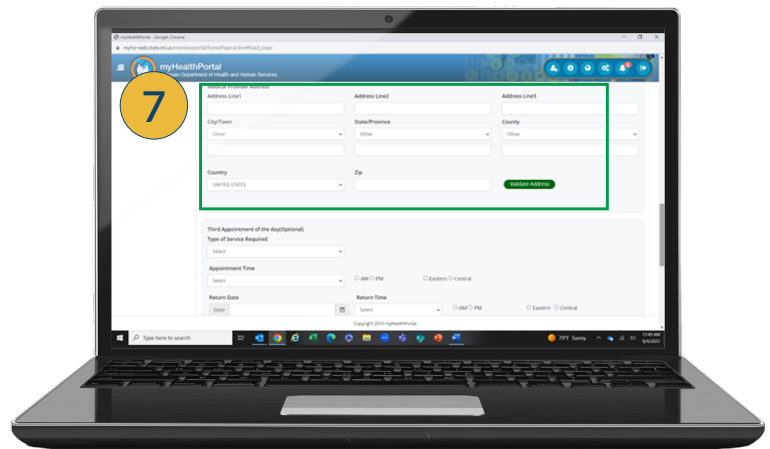 7
myHealthPortal - Google Chrome
myhp-web.state.mi.us/memberportal/homePage.action#load_page
myHealthPortal
Department of Health and Human Services
Medical Provider Address
Address Line1 Address Line2 Address Line3
City/Town State/Province County
Other Other Other
Country Zip
UNITED STATES Validate Address
Third Appointment of the day(Optional)
Type of Service Required
Select
Appointment Time
Select AM PM Eastern Central
Return Date Return Time
Date Select AM PM Eastern Central
Copyright 2019 myHealthPortal
Type here to search 79°F Sunny 11:49 AM
8/4/2023